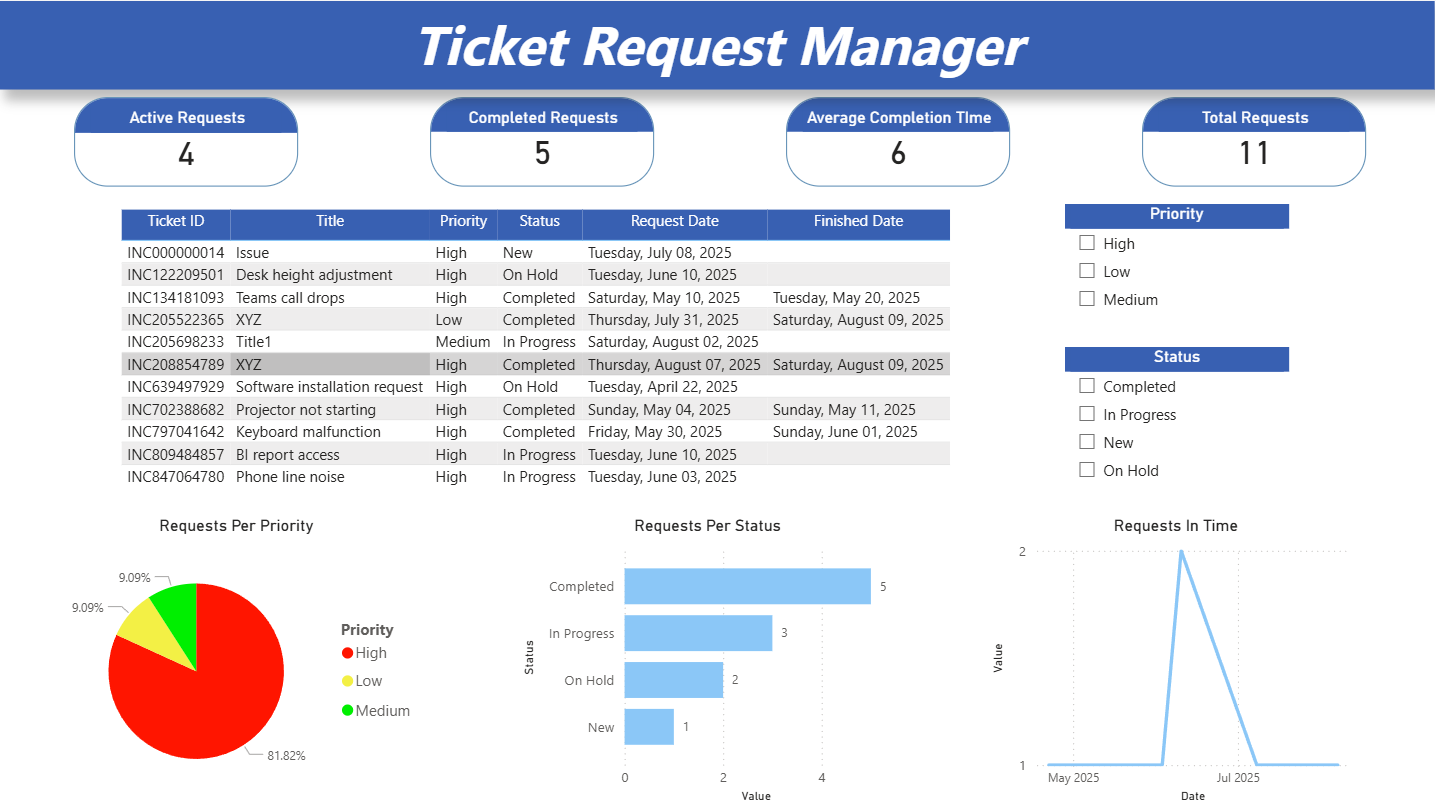 Ticket Request Manager
Active Requests
4
Completed Requests
5
Average Completion TIme
6
Total Requests
11
Ticket ID Title Priority Status Request Date Finished Date
INC000000014 Issue High New Tuesday, July 08, 2025
INC122209501 Desk height adjustment High On Hold Tuesday, June 10, 2025
INC134181093 Teams call drops High Completed Saturday, May 10, 2025 Tuesday, May 20, 2025
INC205522365 XYZ Low Completed Thursday, July 31, 2025 Saturday, August 09, 2025
INC205698233 Title1 Medium In Progress Saturday, August 02, 2025
INC208854789 XYZ High Completed Thursday, August 07, 2025 Saturday, August 09, 2025
INC639497929 Software installation request High On Hold Tuesday, April 22, 2025
INC702388682 Projector not starting High Completed Sunday, May 04, 2025 Sunday, May 11, 2025
INC797041642 Keyboard malfunction High Completed Friday, May 30, 2025 Sunday, June 01, 2025
INC809484857 BI report access High In Progress Tuesday, June 10, 2025
INC847064780 Phone line noise High In Progress Tuesday, June 03, 2025
Priority
High
Low
Medium
Status
Completed
In Progress
New
On Hold
Requests Per Priority
9.09%
9.09%
81.82%
Priority
High
Low
Medium
Requests Per Status
Status
Completed 5
In Progress 3
On Hold 2
New 1
0 2 4
Value
Requests In Time
2
Value
1
May 2025 Jul 2025
Date